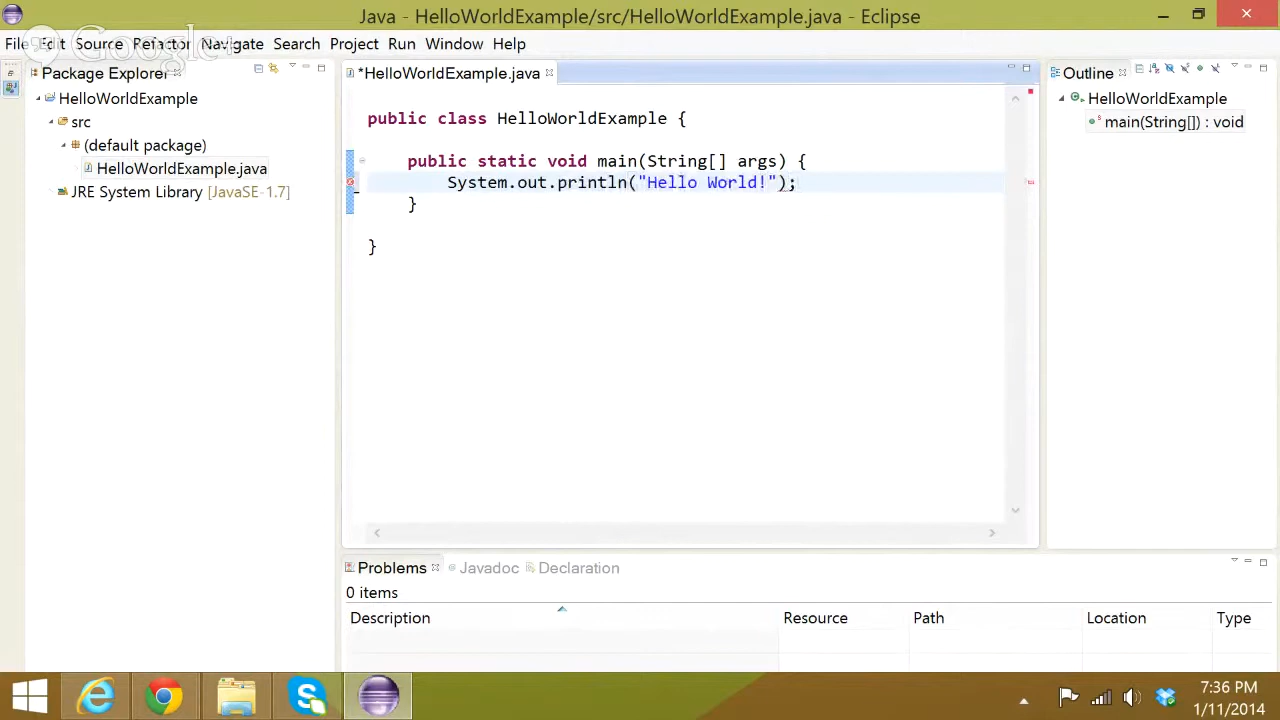 Java - HelloWorldExample/src/HelloWorldExample.java - Eclipse
File Edit Source Refactor Navigate Search Project Run Window Help
Google+
Package Explorer
HelloWorldExample
src
(default package)
HelloWorldExample.java
JRE System Library [JavaSE-1.7]
*HelloWorldExample.java
public class HelloWorldExample {
public static void main(String[] args) {
System.out.println("Hello World!");
}
}
Outline
HelloWorldExample
main(String[]) : void
Problems Javadoc Declaration
0 items
Description Resource Path Location Type
7:36 PM
1/11/2014